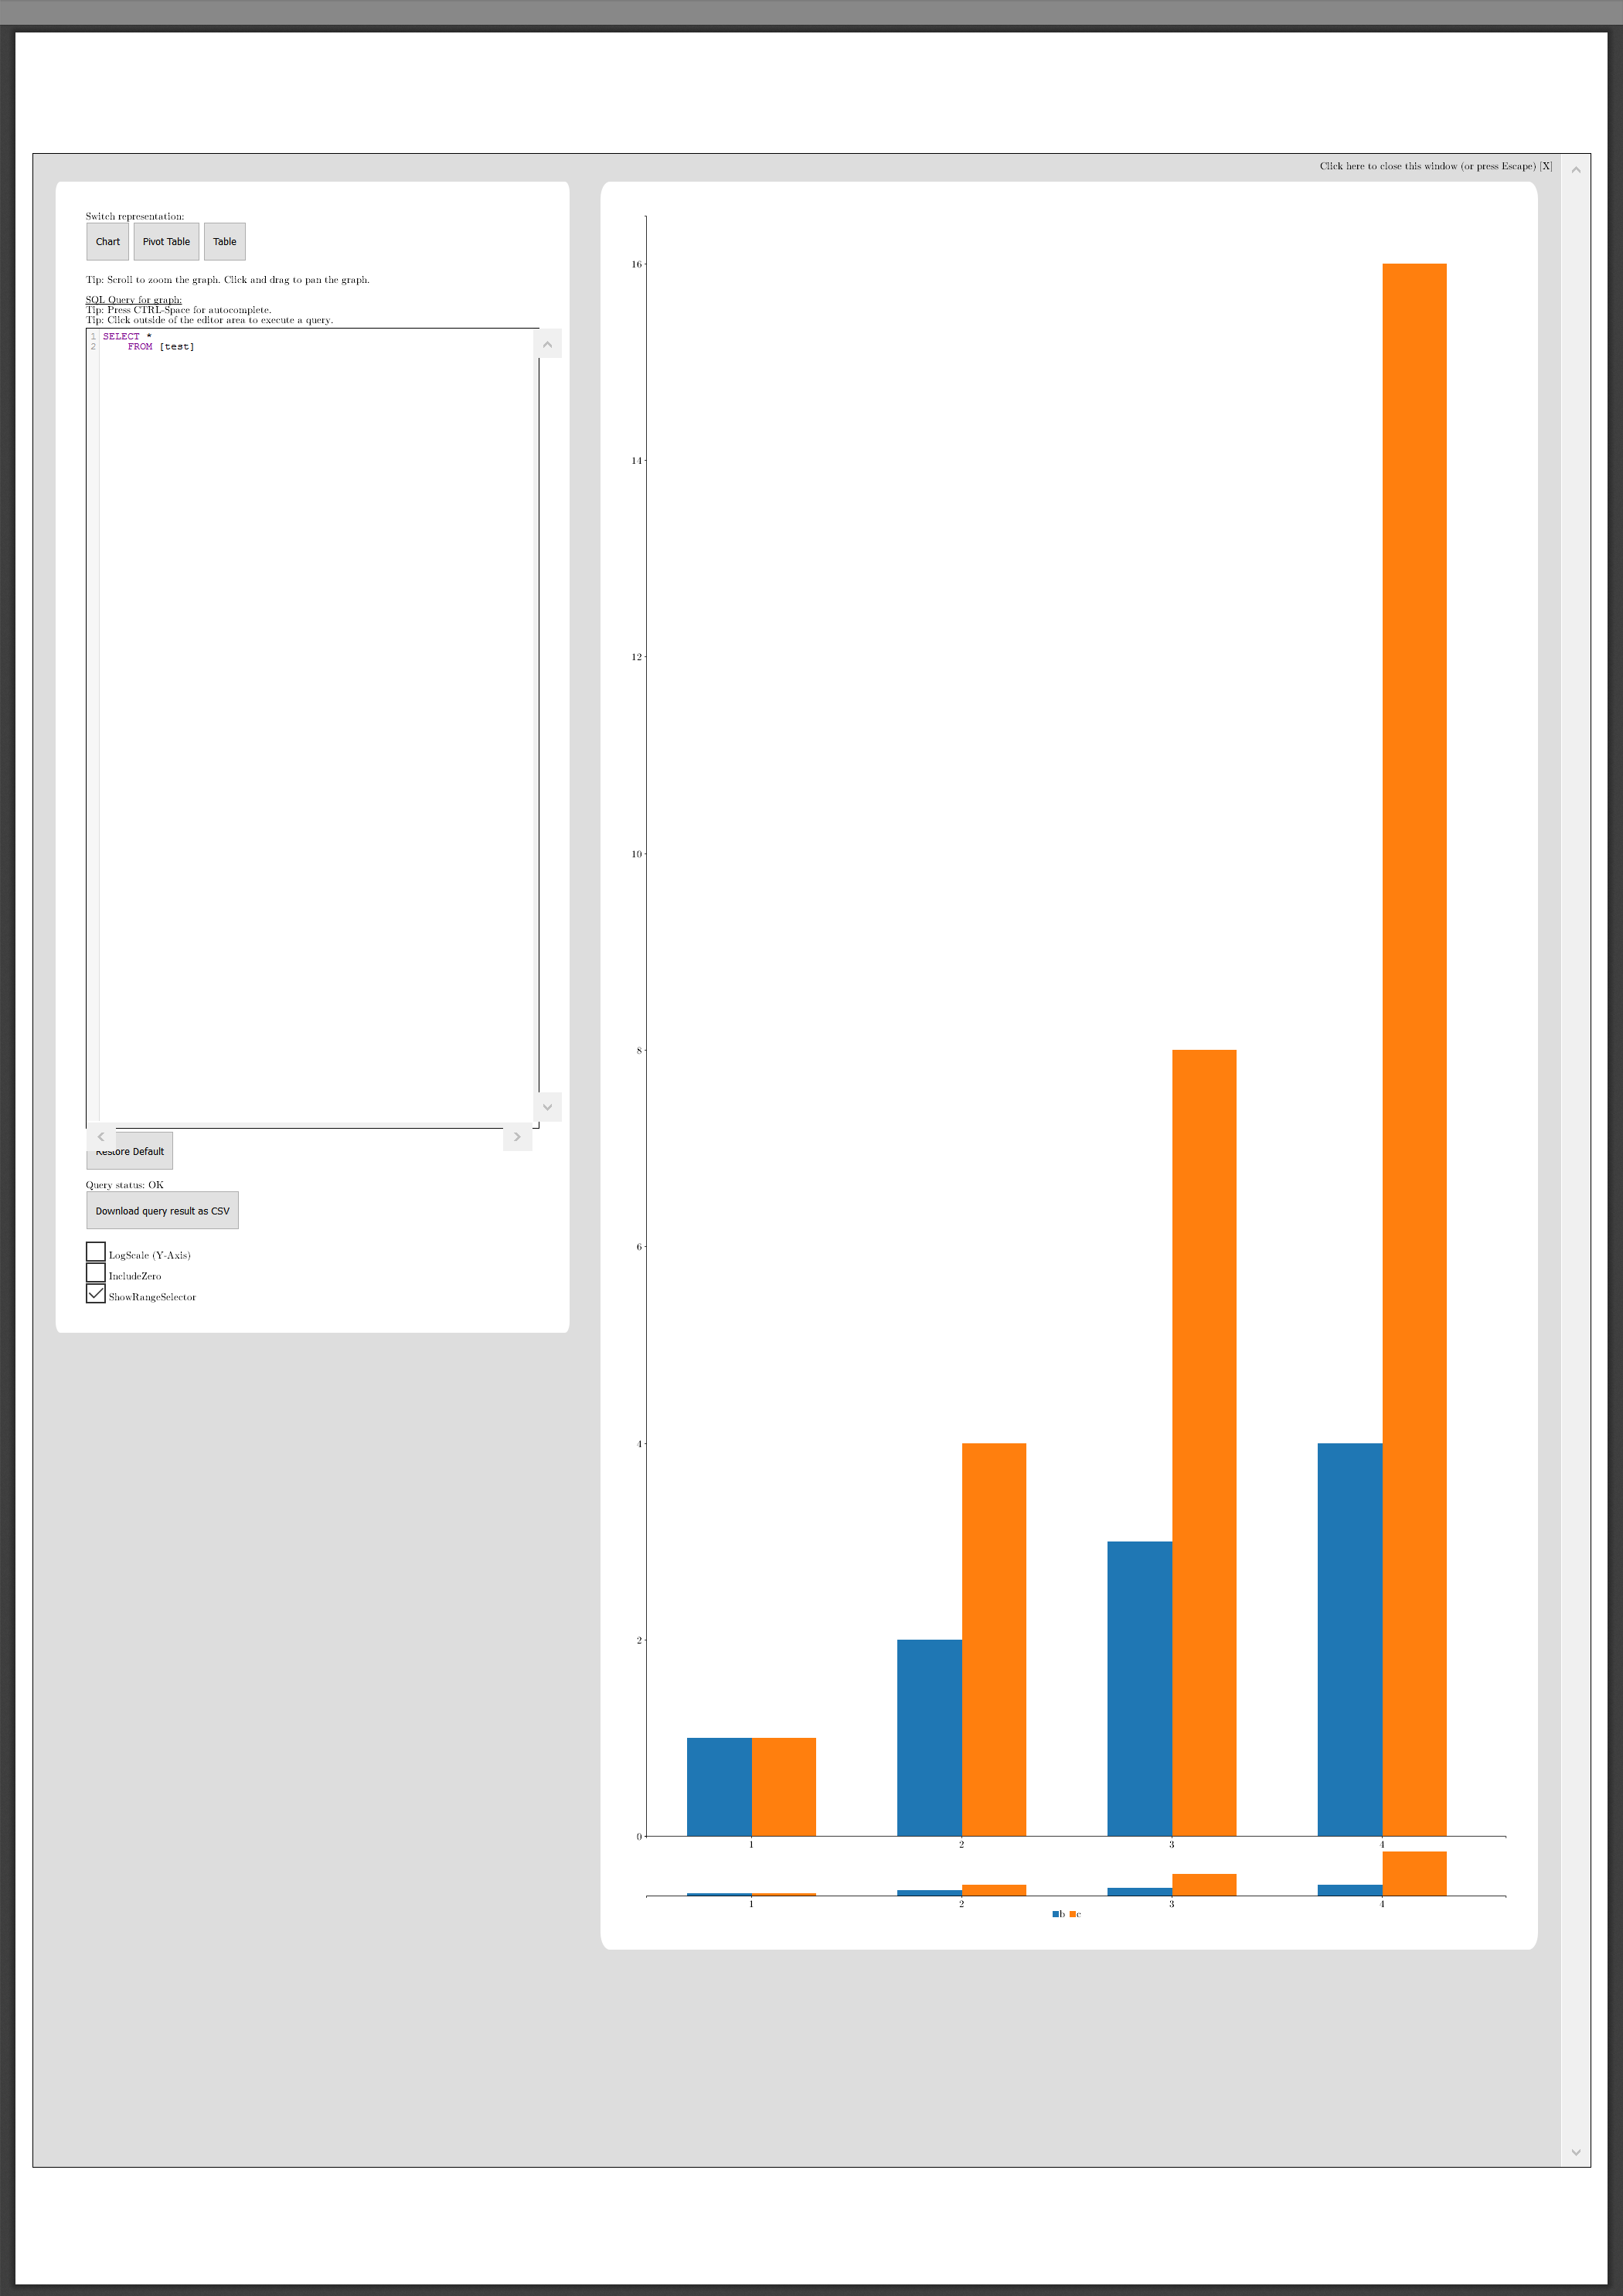 Click here to close this window (or press Escape) [X]
Switch representation:
Chart Pivot Table Table
Tip: Scroll to zoom the graph. Click and drag to pan the graph.
SQL Query for graph:
Tip: Press CTRL-Space for autocomplete.
Tip: Click outside of the editor area to execute a query.
1 SELECT *
2 FROM [test]
Restore Default
Query status: OK
Download query result as CSV
LogScale (Y-Axis)
IncludeZero
ShowRangeSelector
16
14
12
10
8
6
4
2
0
1 2 3 4
1 2 3 4
b c